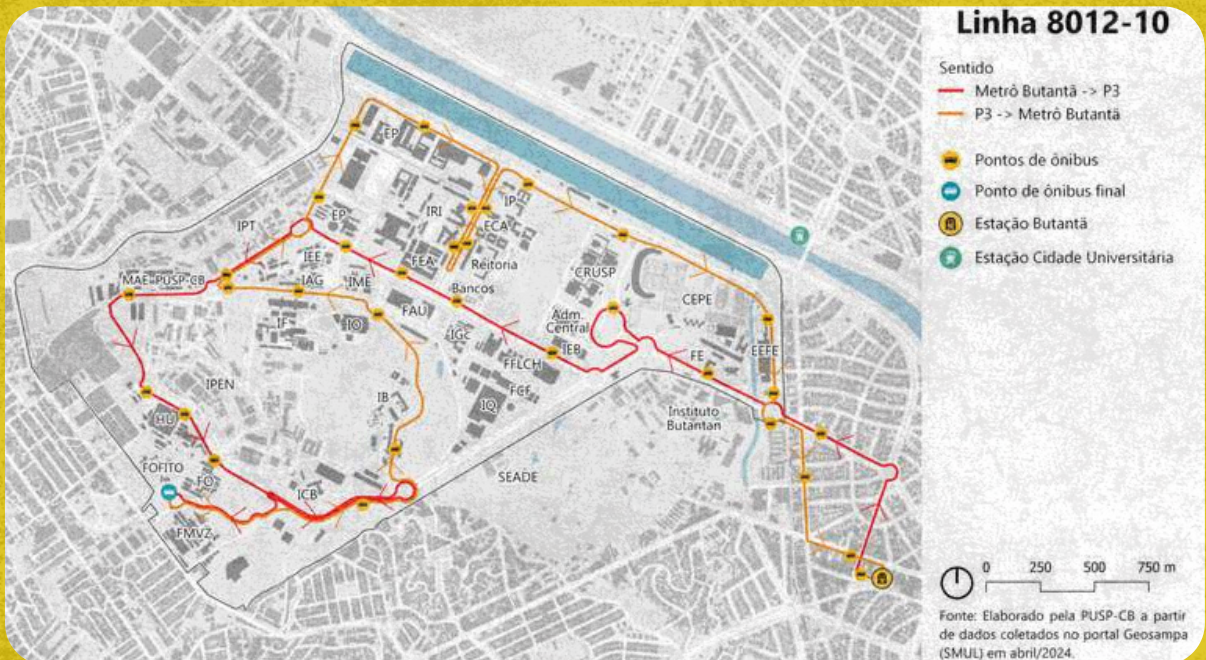 Linha 8012-10
Sentido
Metrô Butantã -> P3
P3 -> Metrô Butantã
Pontos de ônibus
Ponto de ônibus final
Estação Butantã
Estação Cidade Universitária
EP
IPT
EP
IRI
IP
ECA
IEE
FEA
Reitoria
MAE
PUSP-CB
IAG
IME
Bancos
CRUSP
CEPE
IF
IO
FAU
IGc
Adm.
Central
IEB
FE
EEFE
FFLCH
IPEN
IB
FCF
IQ
HU
Instituto
Butantan
FOFITO
FO
ICB
SEADE
FMVZ
0 250 500 750 m
Fonte: Elaborado pela PUSP-CB a partir
de dados coletados no portal Geosampa
(SMUL) em abril/2024.